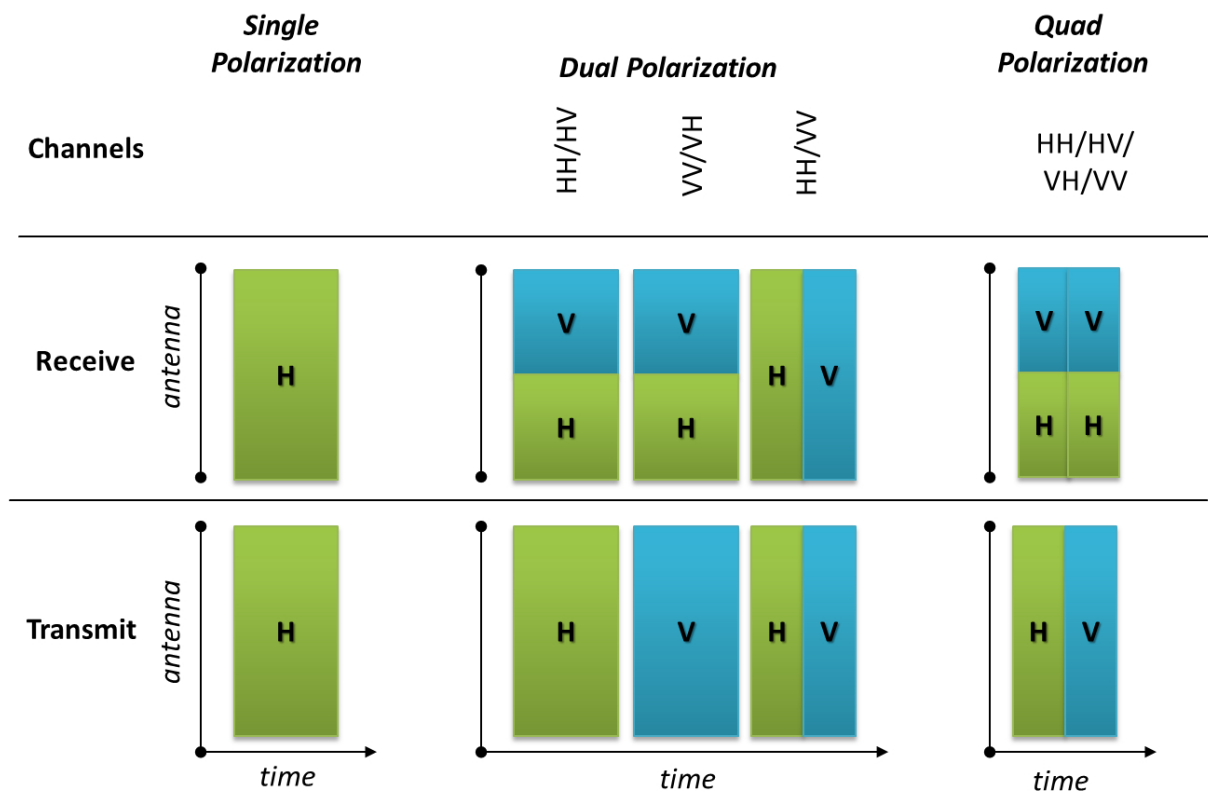 Single
Polarization
Dual Polarization
Quad
Polarization
Channels
HH/HV
VV/VH
HH/VV
HH/HV/
VH/VV
Receive
antenna
H
V
V
H
H
H
V
V
V
H
H
Transmit
antenna
H
H
V
H
V
H
V
time
time
time